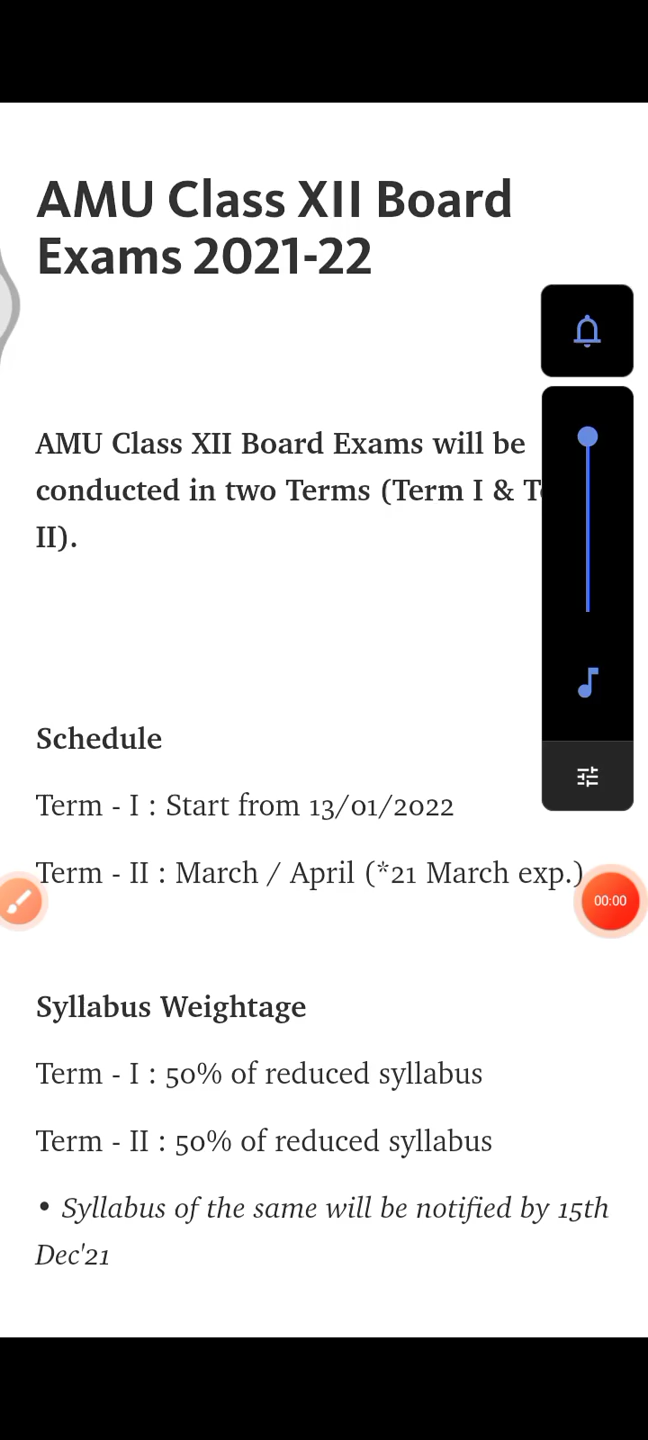 AMU Class XII Board
Exams 2021-22
AMU Class XII Board Exams will be
conducted in two Terms (Term I &
II).
Schedule
Term - I : Start from 13/01/2022
Term - II : March / April (*21 March exp.)
00:00
Syllabus Weightage
Term - I : 50% of reduced syllabus
Term - II : 50% of reduced syllabus
• Syllabus of the same will be notified by 15th
Dec'21